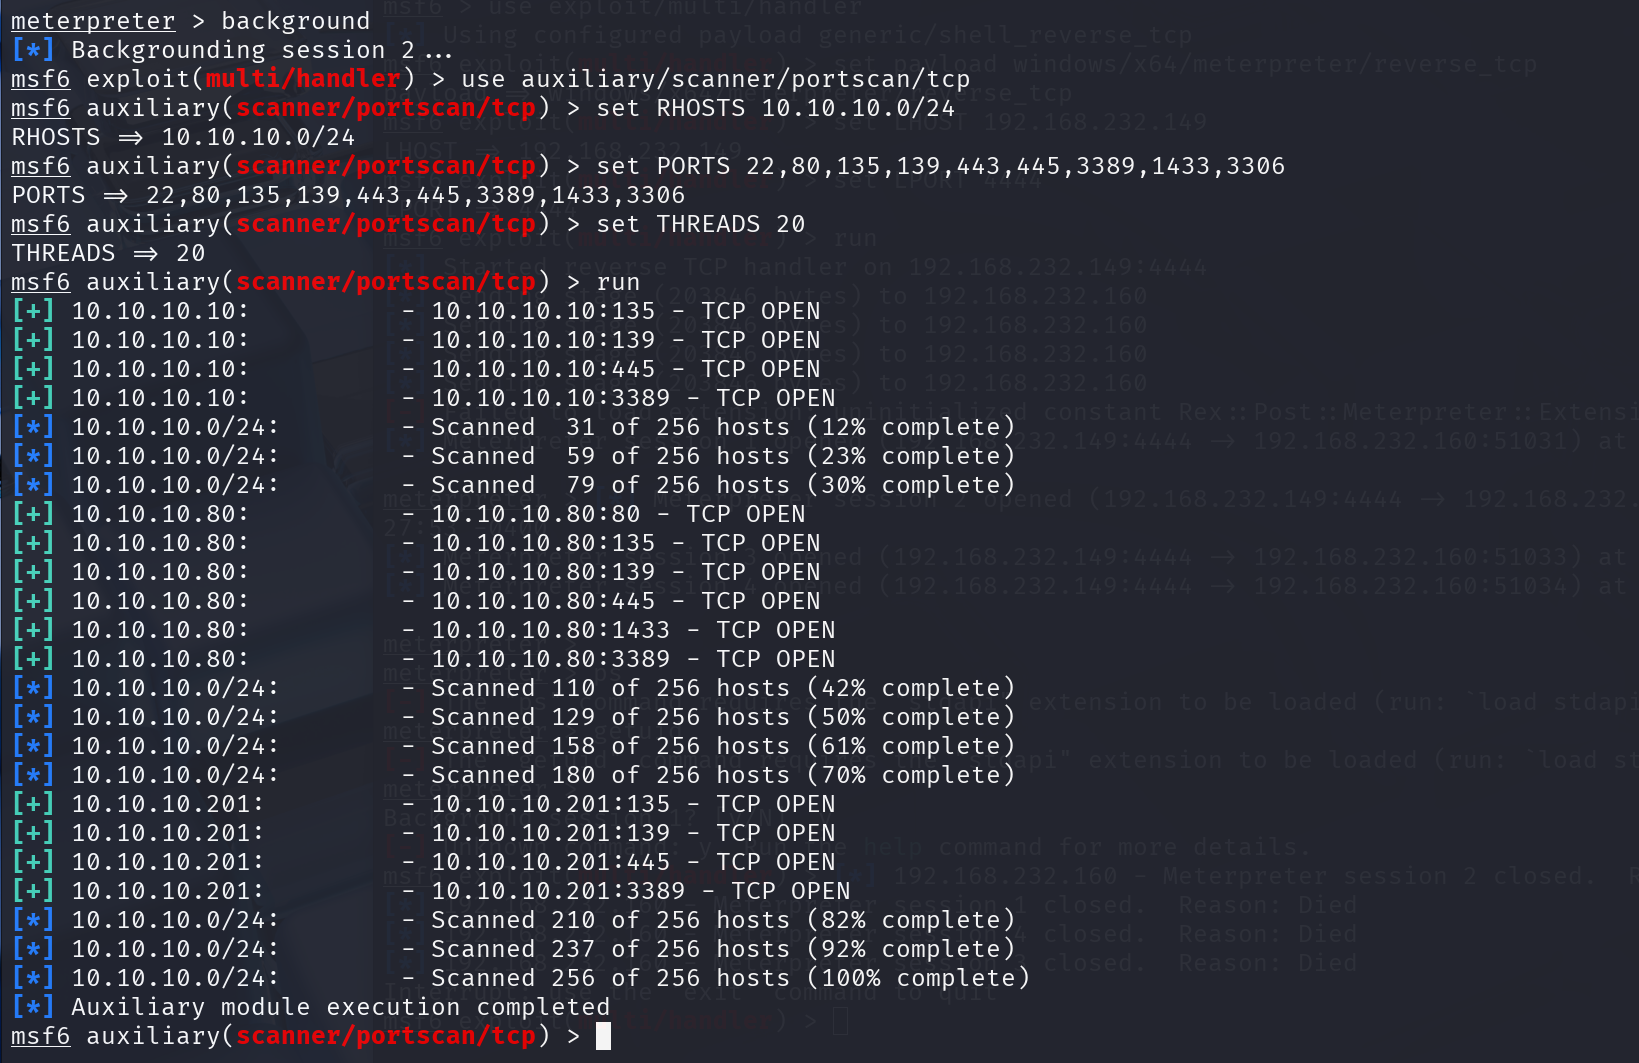 meterpreter > background
[*] Backgrounding session 2...
msf6 exploit(multi/handler) > use auxiliary/scanner/portscan/tcp
msf6 auxiliary(scanner/portscan/tcp) > set RHOSTS 10.10.10.0/24
RHOSTS => 10.10.10.0/24
msf6 auxiliary(scanner/portscan/tcp) > set PORTS 22,80,135,139,443,445,3389,1433,3306
PORTS => 22,80,135,139,443,445,3389,1433,3306
msf6 auxiliary(scanner/portscan/tcp) > set THREADS 20
THREADS => 20
msf6 auxiliary(scanner/portscan/tcp) > run
[+] 10.10.10.10:          - 10.10.10.10:135 - TCP OPEN
[+] 10.10.10.10:          - 10.10.10.10:139 - TCP OPEN
[+] 10.10.10.10:          - 10.10.10.10:445 - TCP OPEN
[+] 10.10.10.10:          - 10.10.10.10:3389 - TCP OPEN
[*] 10.10.10.0/24:        - Scanned  31 of 256 hosts (12% complete)
[*] 10.10.10.0/24:        - Scanned  59 of 256 hosts (23% complete)
[*] 10.10.10.0/24:        - Scanned  79 of 256 hosts (30% complete)
[+] 10.10.10.80:          - 10.10.10.80:80 - TCP OPEN
[+] 10.10.10.80:          - 10.10.10.80:135 - TCP OPEN
[+] 10.10.10.80:          - 10.10.10.80:139 - TCP OPEN
[+] 10.10.10.80:          - 10.10.10.80:445 - TCP OPEN
[+] 10.10.10.80:          - 10.10.10.80:1433 - TCP OPEN
[+] 10.10.10.80:          - 10.10.10.80:3389 - TCP OPEN
[*] 10.10.10.0/24:        - Scanned 110 of 256 hosts (42% complete)
[*] 10.10.10.0/24:        - Scanned 129 of 256 hosts (50% complete)
[*] 10.10.10.0/24:        - Scanned 158 of 256 hosts (61% complete)
[*] 10.10.10.0/24:        - Scanned 180 of 256 hosts (70% complete)
[+] 10.10.10.201:         - 10.10.10.201:135 - TCP OPEN
[+] 10.10.10.201:         - 10.10.10.201:139 - TCP OPEN
[+] 10.10.10.201:         - 10.10.10.201:445 - TCP OPEN
[+] 10.10.10.201:         - 10.10.10.201:3389 - TCP OPEN
[*] 10.10.10.0/24:        - Scanned 210 of 256 hosts (82% complete)
[*] 10.10.10.0/24:        - Scanned 237 of 256 hosts (92% complete)
[*] 10.10.10.0/24:        - Scanned 256 of 256 hosts (100% complete)
[*] Auxiliary module execution completed
msf6 auxiliary(scanner/portscan/tcp) >